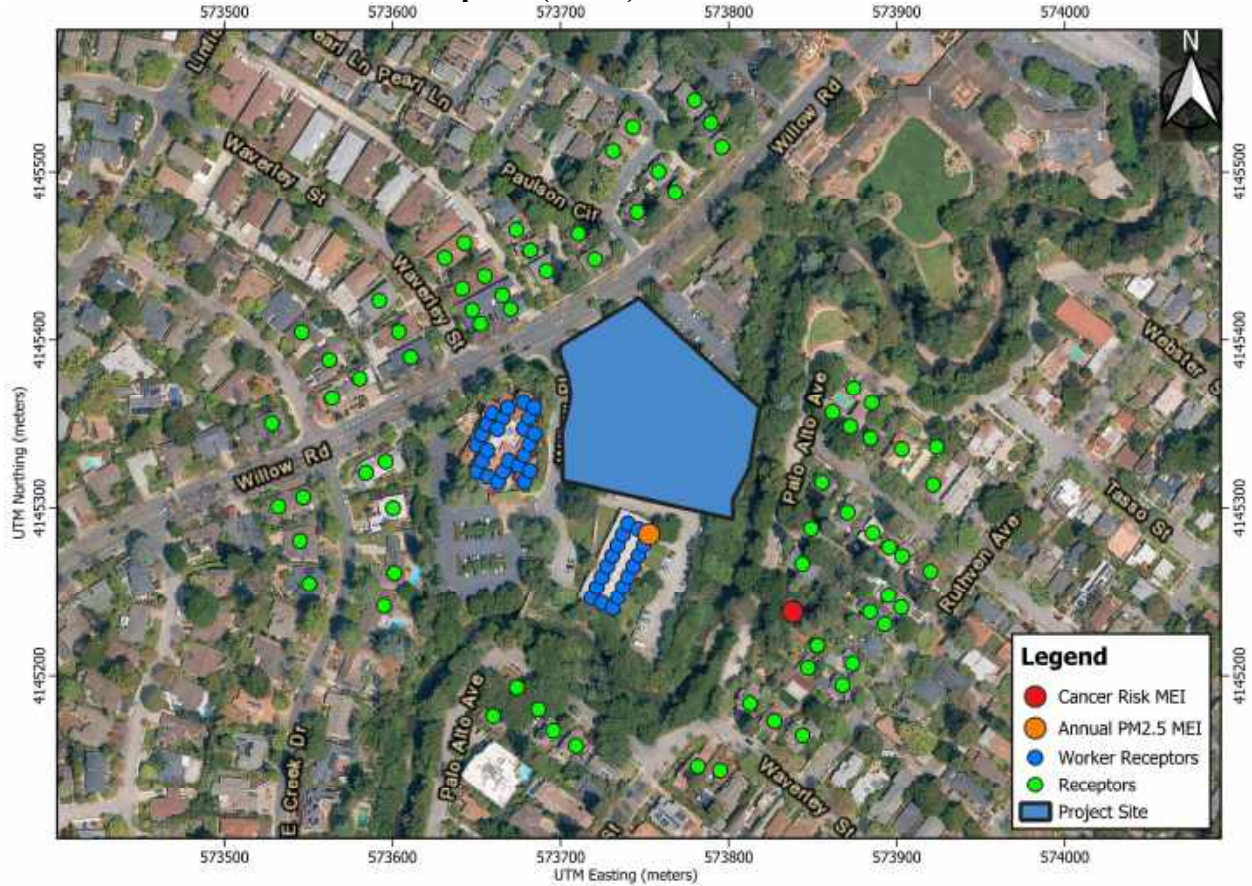 573500 573600 573700 573800 573900 574000
N
Pearl Ln Pearl Ln
Willow Rd
Waverley St
Paulson Cir
4145500
4145500
Waverley St
4145400
4145400
Webster
Palo Alto Ave
Willow Rd
UTM Northing (meters)
4145300
4145300
Tasso St
Ruthven Ave
4145200
4145200
Palo Alto Ave
E Creek Dr
Waverley St
St
Legend
Cancer Risk MEI
Annual PM2.5 MEI
Worker Receptors
Receptors
Project Site
573500 573600 573700 573800 573900 574000
UTM Easting (meters)